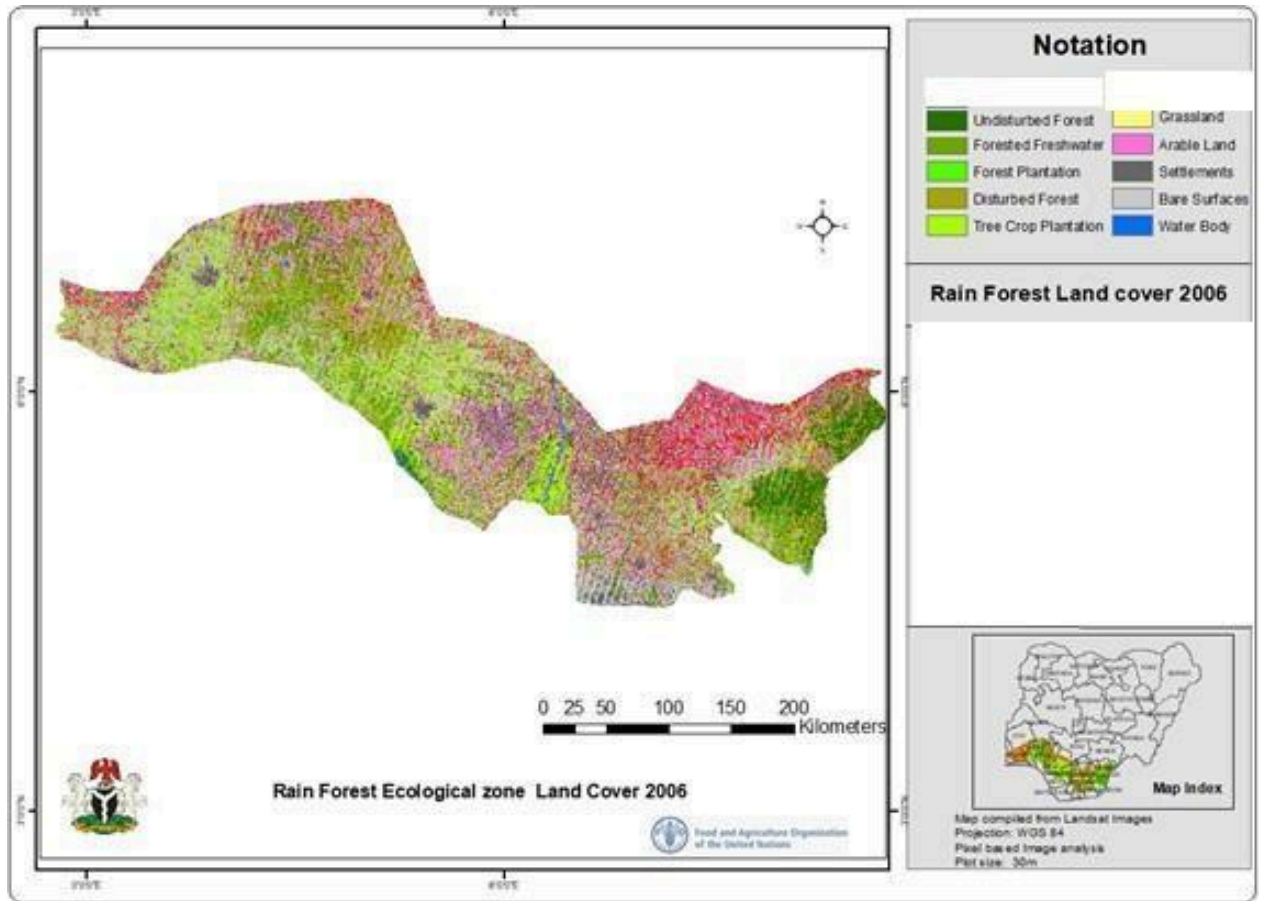 Notation
Undisturbed Forest
Forested Freshwater
Forest Plantation
Disturbed Forest
Tree Crop Plantation
Grassland
Arable Land
Settlements
Bare Surfaces
Water Body
Rain Forest Land cover 2006
0 25 50 100 150 200
Kilometers
Rain Forest Ecological zone Land Cover 2006
Food and Agriculture Organization
of the United Nations
Map Index
Map compiled from Landsat Images
Projection: WGS 84
Pixel based Image analysis
Plot size: 30m